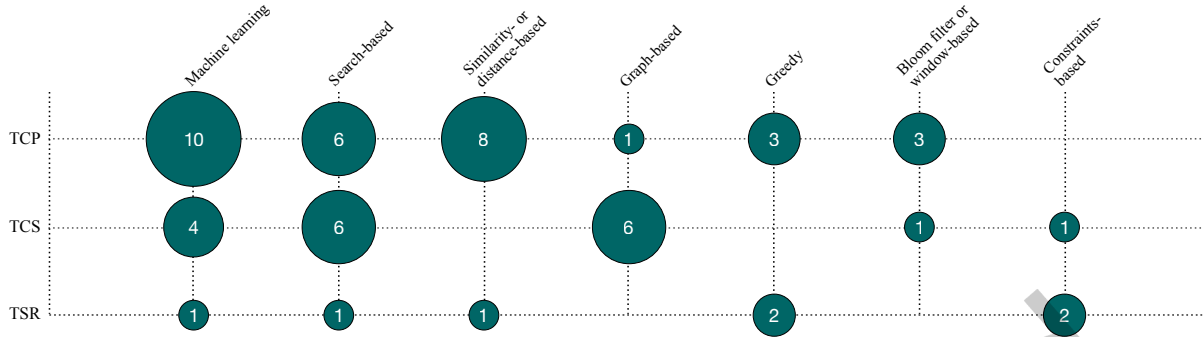 Machine learning
Search-based
Similarity- or
distance-based
Graph-based
Greedy
Bloom filter or
window-based
Constraints-
based
TCP 10 6 8 1 3 3
TCS 4 6 6 1 1
TSR 1 1 1 2 2